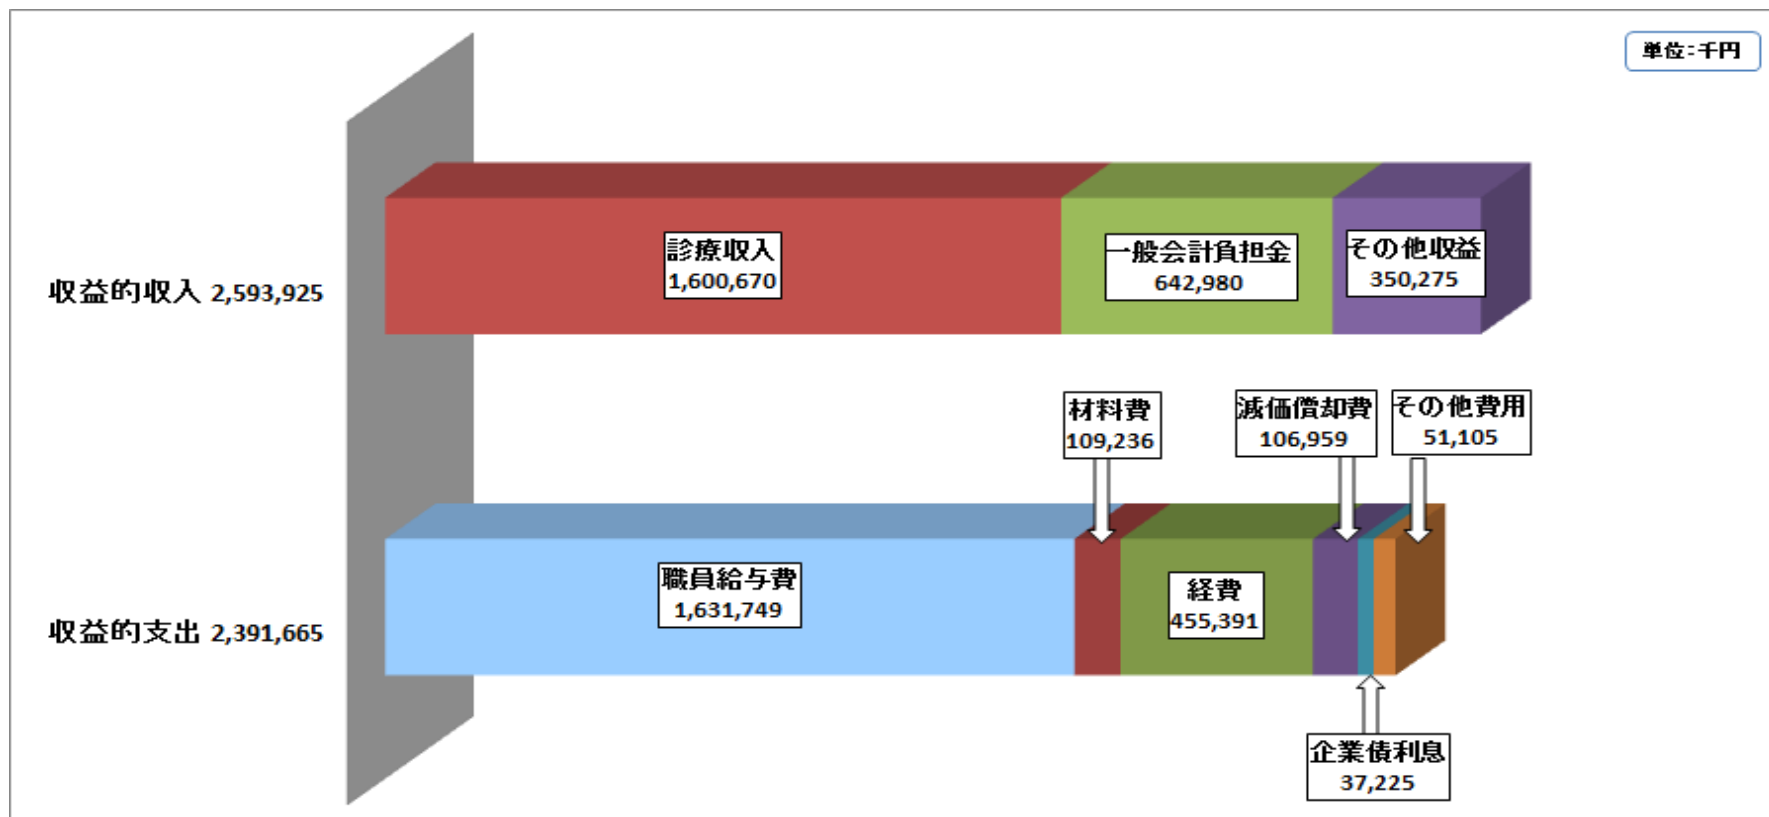 単位:千円
診療収入
1,600,670
一般会計負担金
642,980
その他収益
350,275
収益的収入 2,593,925
材料費
109,236
減価償却費
106,959
その他費用
51,105
職員給与費
1,631,749
経費
455,391
収益的支出 2,391,665
企業債利息
37,225